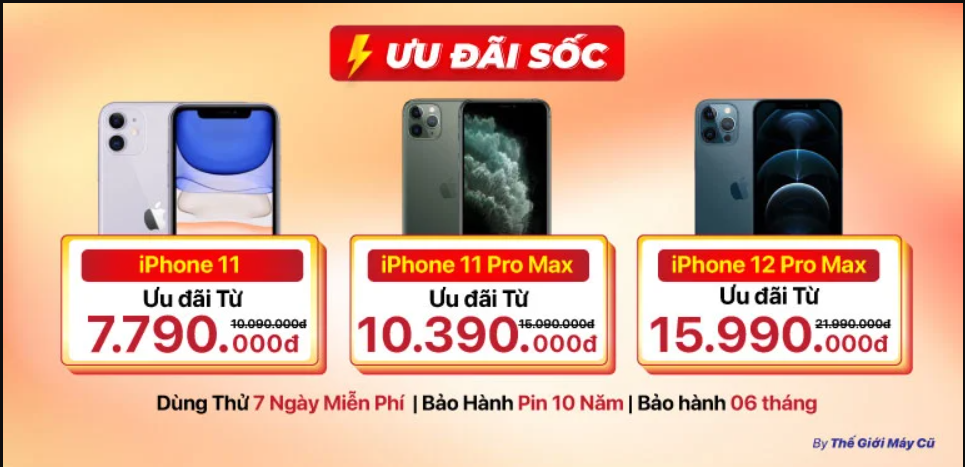 ƯU ĐÃI SỐC
iPhone 11
Ưu đãi Từ
10.090.000đ
7.790.000đ
iPhone 11 Pro Max
Ưu đãi Từ
15.090.000đ
10.390.000đ
iPhone 12 Pro Max
Ưu đãi Từ
21.990.000đ
15.990.000đ
Dùng Thử 7 Ngày Miễn Phí | Bảo Hành Pin 10 Năm | Bảo hành 06 tháng
By Thế Giới Máy Cũ